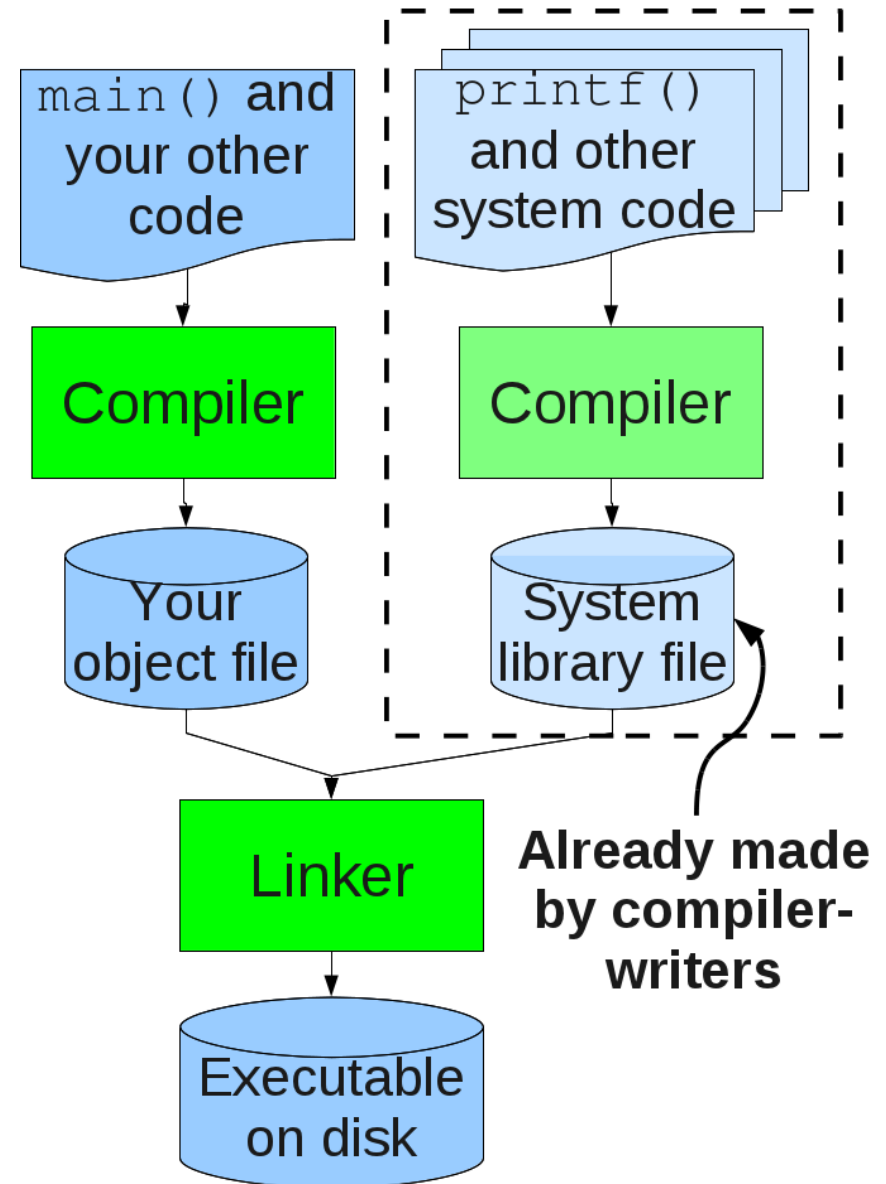 main() and
your other
code
printf()
and other
system code
Compiler
Compiler
Your
object file
System
library file
Linker
Already made
by compiler-
writers
Executable
on disk